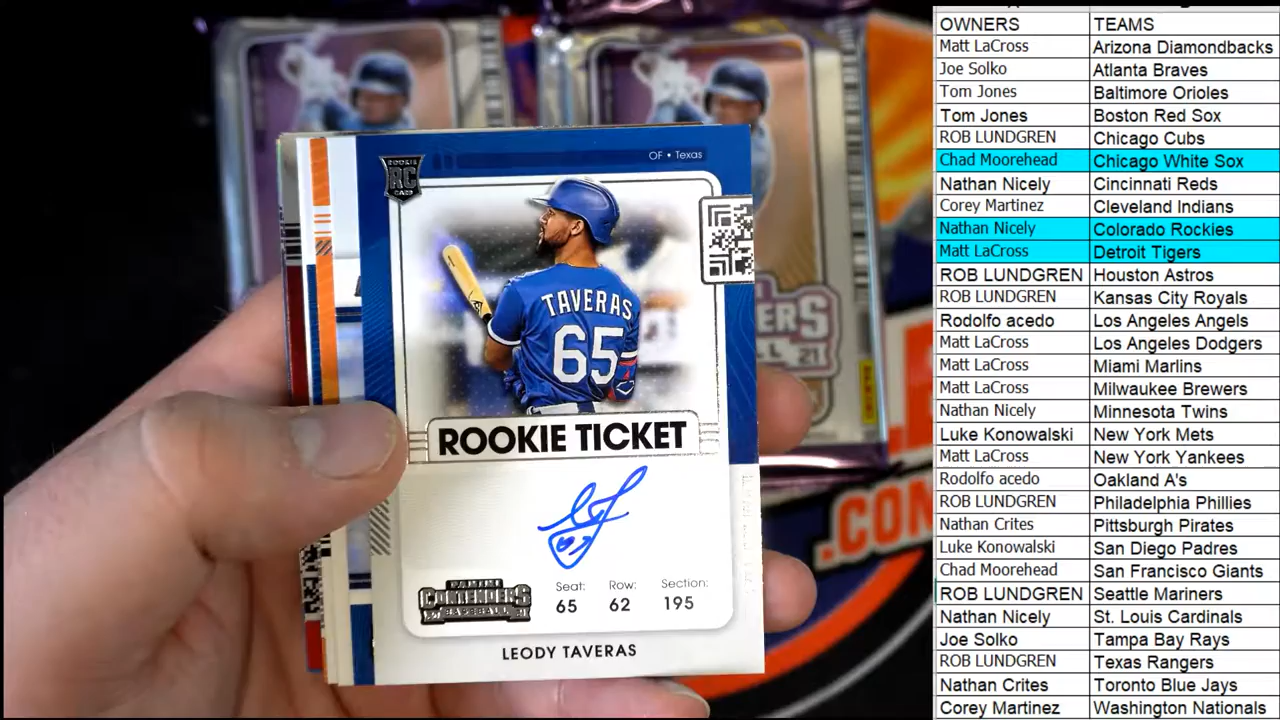 ROOKIE
RC
CARD
OF • Texas
TAVERAS
65
ROOKIE TICKET
PANINI
CONTENDERS
BASEBALL
Seat: Row: Section:
65 62 195
LEODY TAVERAS
21
.COM
OWNERS TEAMS
Matt LaCross Arizona Diamondbacks
Joe Solko Atlanta Braves
Tom Jones Baltimore Orioles
Tom Jones Boston Red Sox
ROB LUNDGREN Chicago Cubs
Chad Moorehead Chicago White Sox
Nathan Nicely Cincinnati Reds
Corey Martinez Cleveland Indians
Nathan Nicely Colorado Rockies
Matt LaCross Detroit Tigers
ROB LUNDGREN Houston Astros
ROB LUNDGREN Kansas City Royals
Rodolfo acedo Los Angeles Angels
Matt LaCross Los Angeles Dodgers
Matt LaCross Miami Marlins
Matt LaCross Milwaukee Brewers
Nathan Nicely Minnesota Twins
Luke Konowalski New York Mets
Matt LaCross New York Yankees
Rodolfo acedo Oakland A's
ROB LUNDGREN Philadelphia Phillies
Nathan Crites Pittsburgh Pirates
Luke Konowalski San Diego Padres
Chad Moorehead San Francisco Giants
ROB LUNDGREN Seattle Mariners
Nathan Nicely St. Louis Cardinals
Joe Solko Tampa Bay Rays
ROB LUNDGREN Texas Rangers
Nathan Crites Toronto Blue Jays
Corey Martinez Washington Nationals